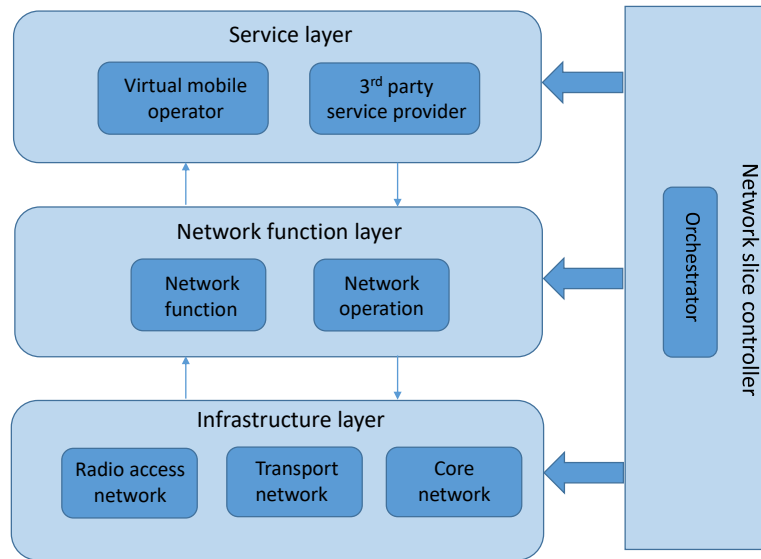 Service layer
Virtual mobile
operator
3rd party
service provider
Network function layer
Network
function
Network
operation
Infrastructure layer
Radio access
network
Transport
network
Core
network
Orchestrator
Network slice controller